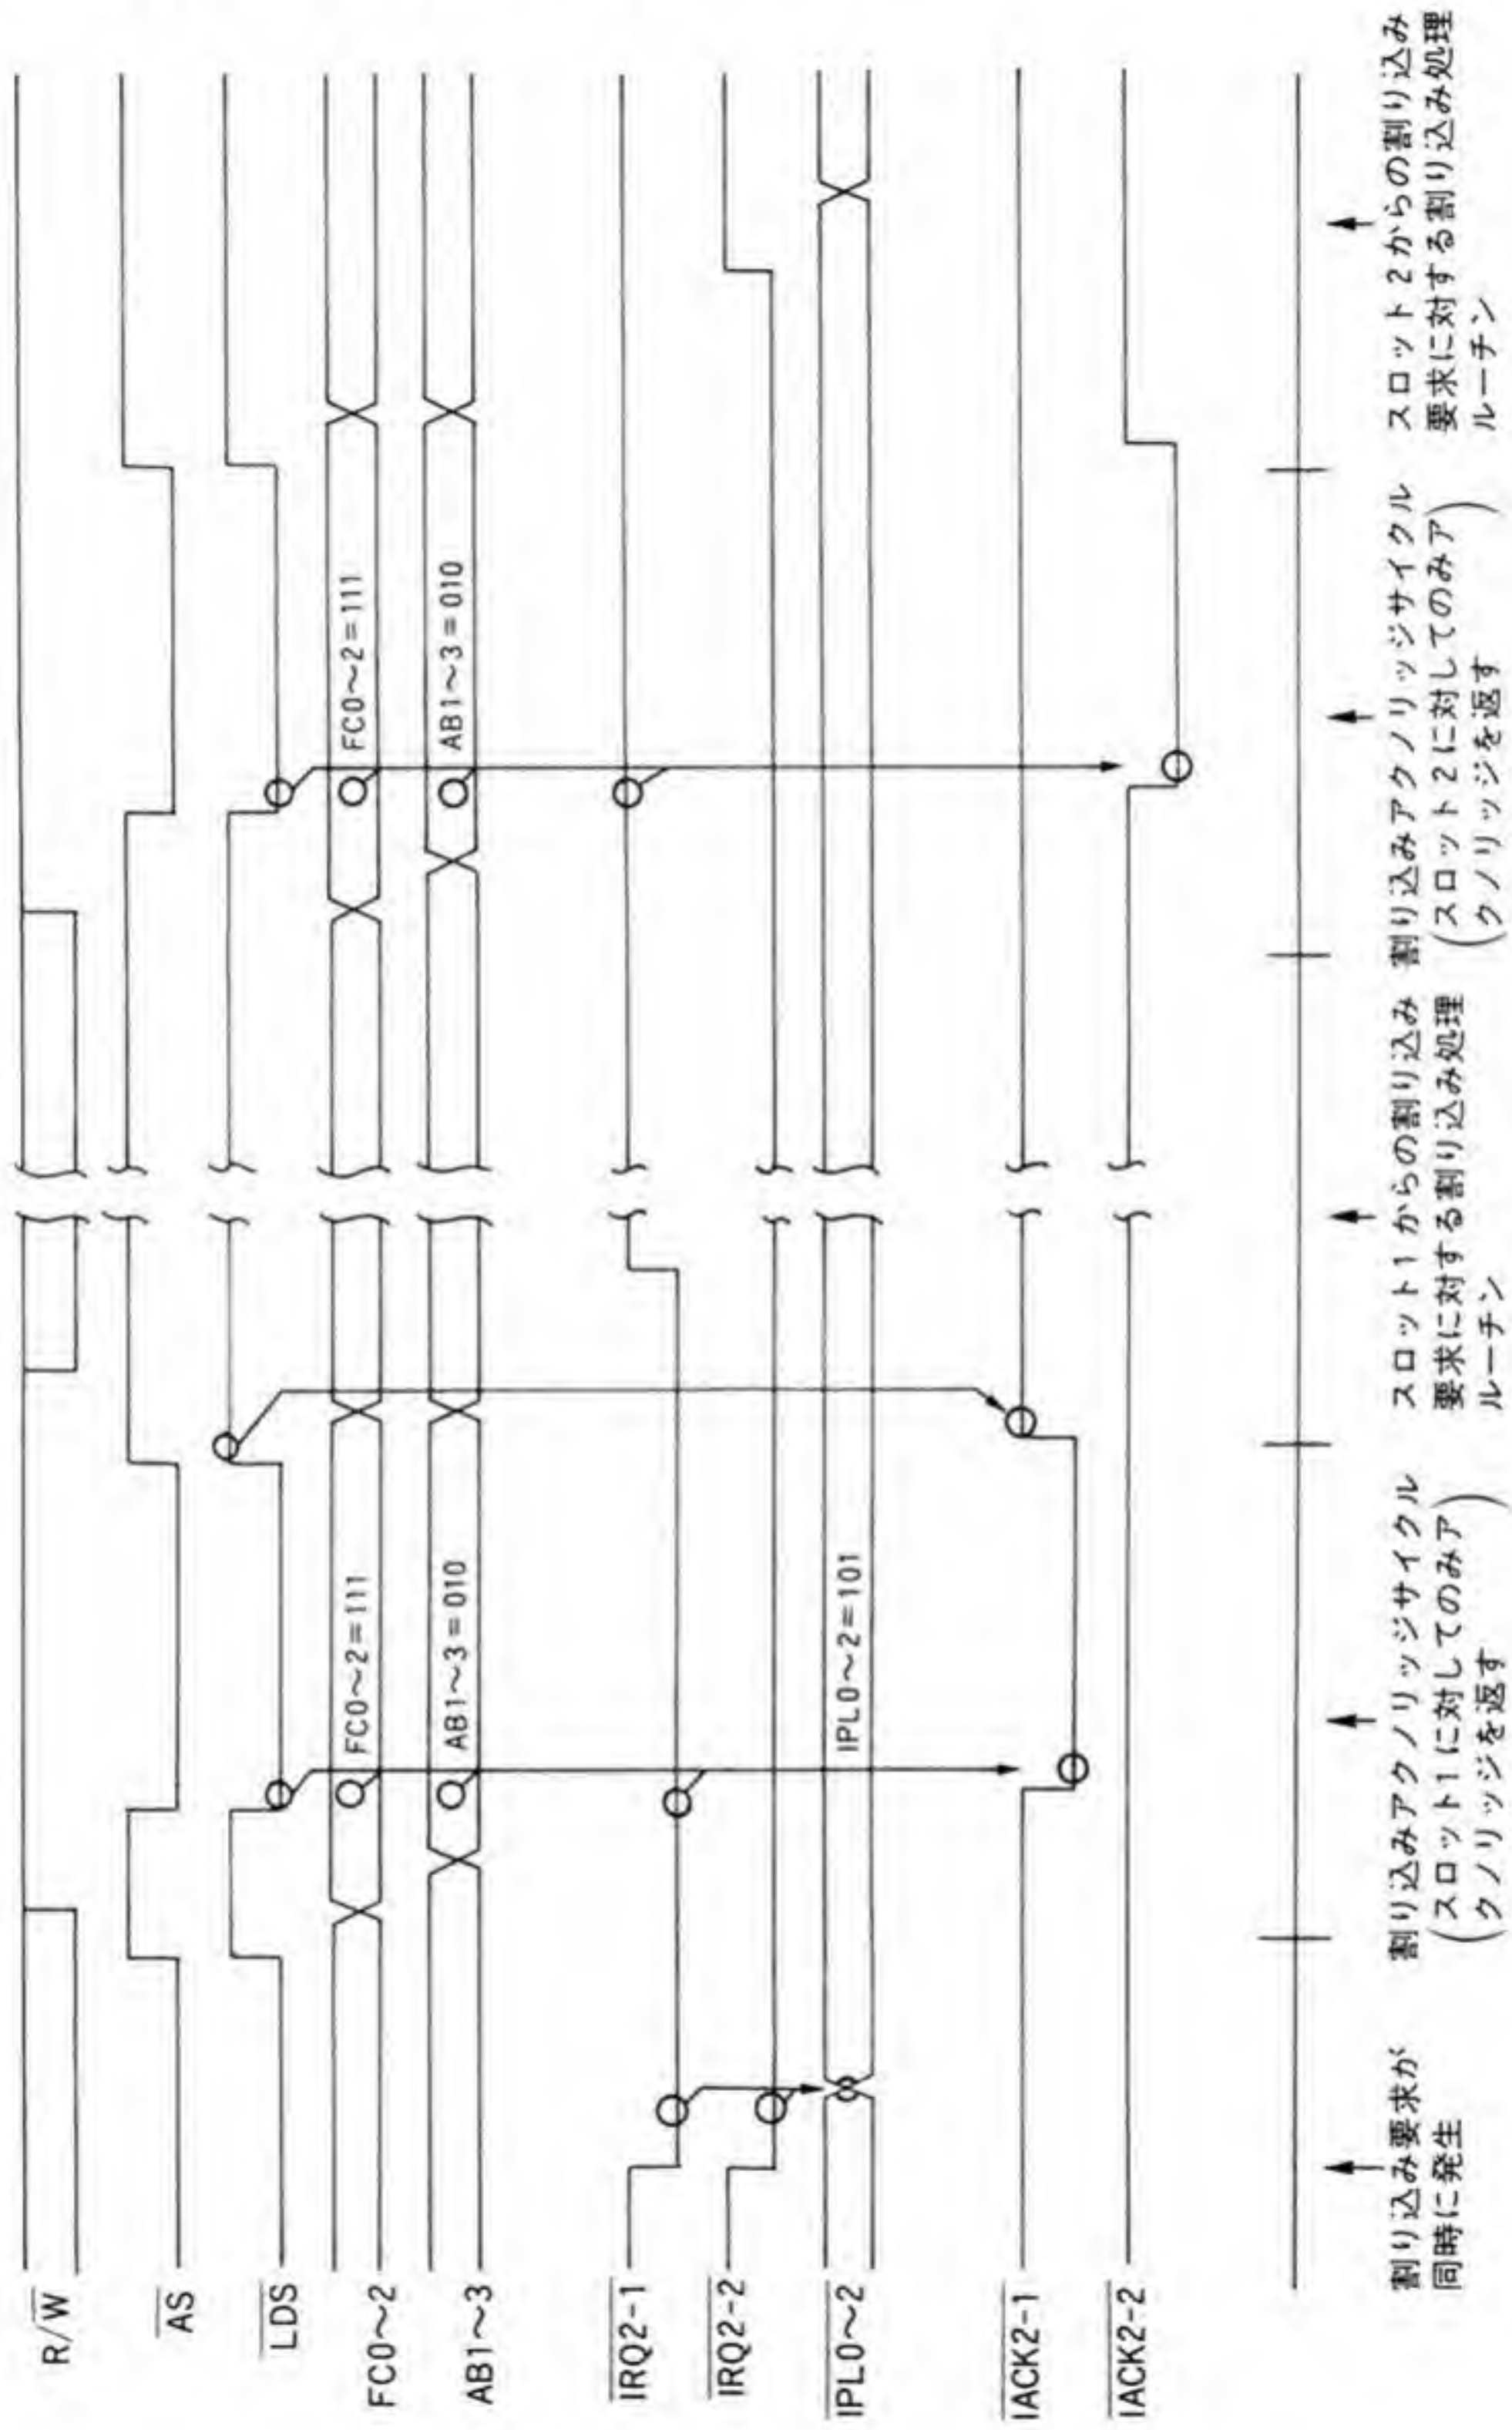 R/W
AS
LDS
FC0～2
AB1～3
IRQ2-1
IRQ2-2
IPL0～2
IACK2-1
IACK2-2
FC0～2=111
AB1～3=010
IPL0～2=101
FC0～2=111
AB1～3=010
割り込み要求が
同時に発生
割り込みアクノリッジサイクル
(スロット1に対してのみア
クノリッジを返す)
スロット1からの割り込み
要求に対する割り込み処理
ルーチン
割り込みアクノリッジサイクル
(スロット2に対してのみア
クノリッジを返す)
スロット2からの割り込み
要求に対する割り込み処理
ルーチン